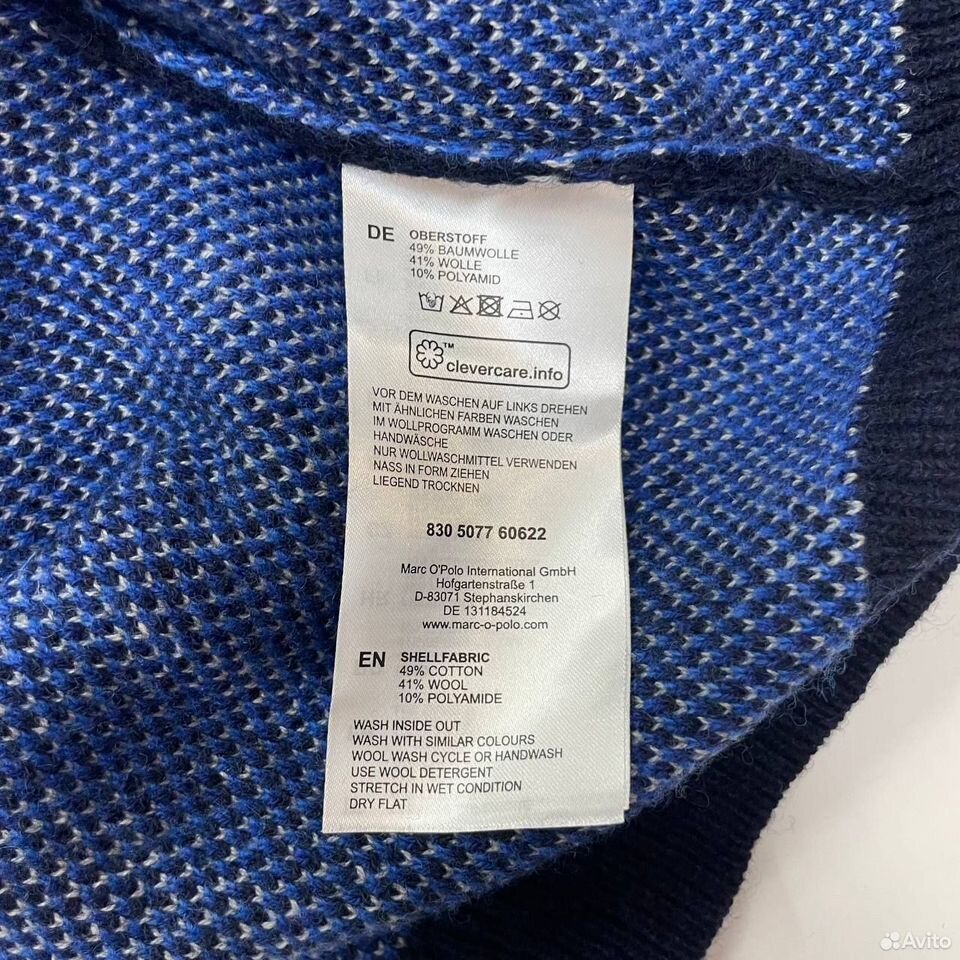 DE OBERSTOFF
49% BAUMWOLLE
41% WOLLE
10% POLYAMID
™
clevercare.info
VOR DEM WASCHEN AUF LINKS DREHEN
MIT ÄHNLICHEN FARBEN WASCHEN
IM WOLLPROGRAMM WASCHEN ODER
HANDWÄSCHE
NUR WOLLWASCHMITTEL VERWENDEN
NASS IN FORM ZIEHEN
LIEGEND TROCKNEN
830 5077 60622
Marc O'Polo International GmbH
Hofgartenstraße 1
D-83071 Stephanskirchen
DE 131184524
www.marc-o-polo.com
EN SHELLFABRIC
49% COTTON
41% WOOL
10% POLYAMIDE
WASH INSIDE OUT
WASH WITH SIMILAR COLOURS
WOOL WASH CYCLE OR HANDWASH
USE WOOL DETERGENT
STRETCH IN WET CONDITION
DRY FLAT
Avito